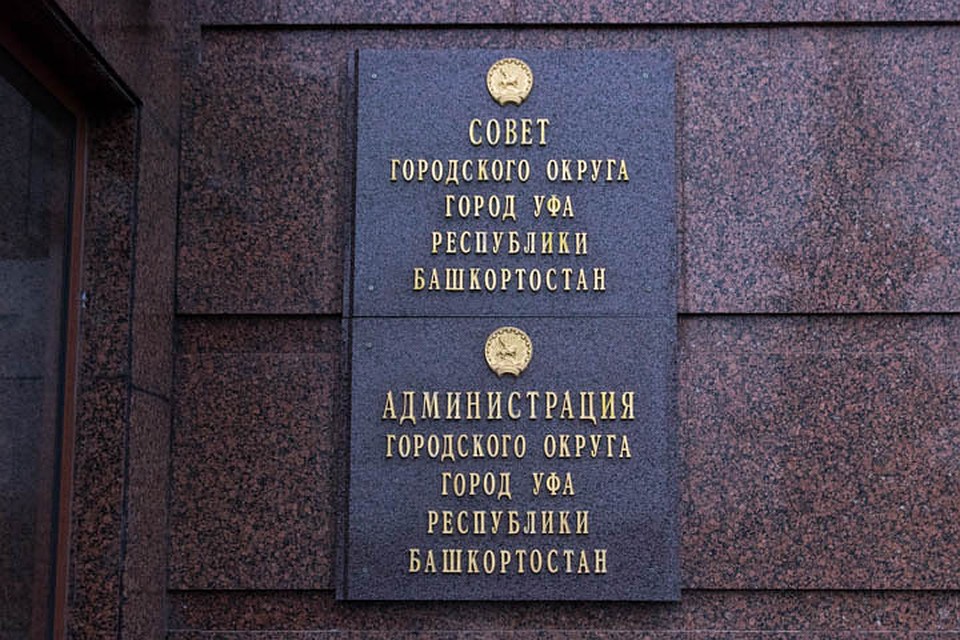 СОВЕТ
ГОРОДСКОГО ОКРУГА
ГОРОД УФА
РЕСПУБЛИКИ
БАШКОРТОСТАН
АДМИНИСТРАЦИЯ
ГОРОДСКОГО ОКРУГА
ГОРОД УФА
РЕСПУБЛИКИ
БАШКОРТОСТАН